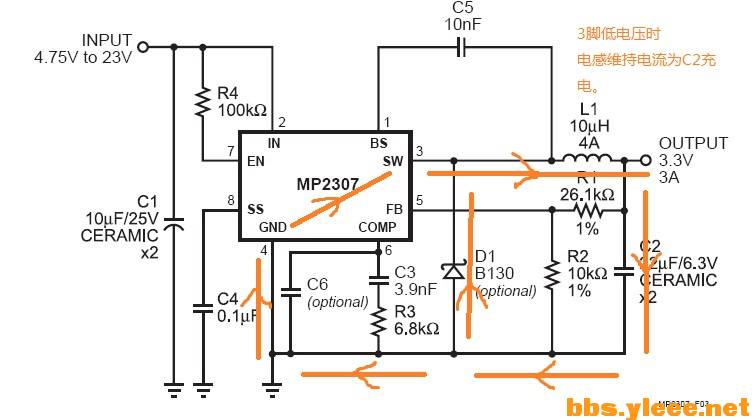 C5
10nF
3脚低电压时
电感维持电流为C2充
电。
INPUT
4.75V to 23V
R4
100kΩ
L1
10μH
4A
2
1
IN
BS
7
EN
SW
3
OUTPUT
3.3V
3A
MP2307
R1
26.1kΩ
1%
C1
10μF/25V
CERAMIC
x2
8
SS
FB
5
GND
COMP
4
6
D1
B130
(optional)
R2
10kΩ
1%
C2
22μF/6.3V
CERAMIC
x2
C6
(optional)
C3
3.9nF
C4
0.1μF
R3
6.8kΩ
bbs.yleee.net